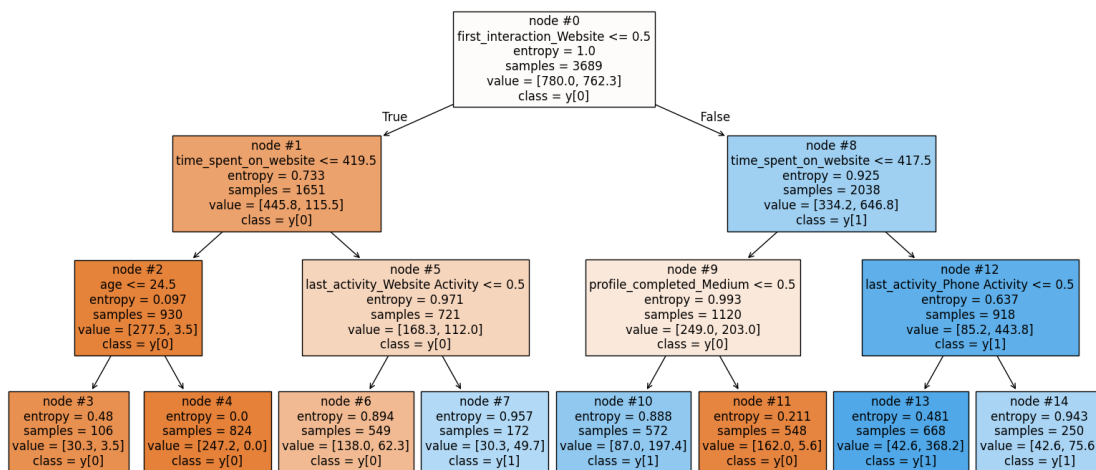 node #0
first_interaction_Website <= 0.5
entropy = 1.0
samples = 3689
value = [780.0, 762.3]
class = y[0]
True
False
node #1
time_spent_on_website <= 419.5
entropy = 0.733
samples = 1651
value = [445.8, 115.5]
class = y[0]
node #8
time_spent_on_website <= 417.5
entropy = 0.925
samples = 2038
value = [334.2, 646.8]
class = y[1]
node #2
age <= 24.5
entropy = 0.097
samples = 930
value = [277.5, 3.5]
class = y[0]
node #5
last_activity_Website Activity <= 0.5
entropy = 0.971
samples = 721
value = [168.3, 112.0]
class = y[0]
node #9
profile_completed_Medium <= 0.5
entropy = 0.993
samples = 1120
value = [249.0, 203.0]
class = y[0]
node #12
last_activity_Phone Activity <= 0.5
entropy = 0.637
samples = 918
value = [85.2, 443.8]
class = y[1]
node #3
entropy = 0.48
samples = 106
value = [30.3, 3.5]
class = y[0]
node #4
entropy = 0.0
samples = 824
value = [247.2, 0.0]
class = y[0]
node #6
entropy = 0.894
samples = 549
value = [138.0, 62.3]
class = y[0]
node #7
entropy = 0.957
samples = 172
value = [30.3, 49.7]
class = y[1]
node #10
entropy = 0.888
samples = 572
value = [87.0, 197.4]
class = y[1]
node #11
entropy = 0.211
samples = 548
value = [162.0, 5.6]
class = y[0]
node #13
entropy = 0.481
samples = 668
value = [42.6, 368.2]
class = y[1]
node #14
entropy = 0.943
samples = 250
value = [42.6, 75.6]
class = y[1]